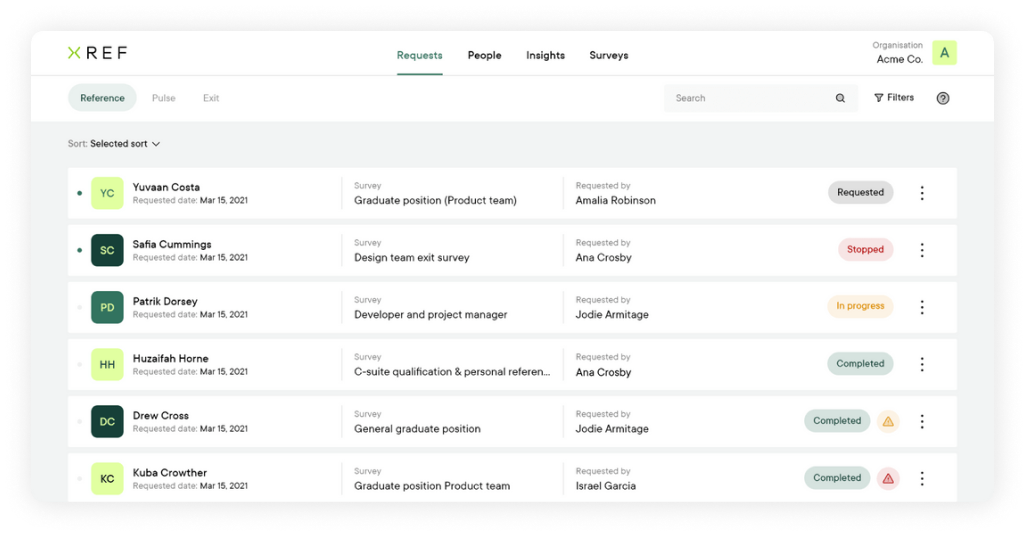 XREF
Requests People Insights Surveys
Organisation
Acme Co.
A
Reference Pulse Exit
Search
Filters
?
Sort: Selected sort
YC
Yuvaan Costa
Requested date: Mar 15, 2021
Survey
Graduate position (Product team)
Requested by
Amalia Robinson
Requested
SC
Safia Cummings
Requested date: Mar 15, 2021
Survey
Design team exit survey
Requested by
Ana Crosby
Stopped
PD
Patrik Dorsey
Requested date: Mar 15, 2021
Survey
Developer and project manager
Requested by
Jodie Armitage
In progress
HH
Huzaifah Horne
Requested date: Mar 15, 2021
Survey
C-suite qualification & personal referen...
Requested by
Ana Crosby
Completed
DC
Drew Cross
Requested date: Mar 15, 2021
Survey
General graduate position
Requested by
Jodie Armitage
Completed
KC
Kuba Crowther
Requested date: Mar 15, 2021
Survey
Graduate position Product team
Requested by
Israel Garcia
Completed